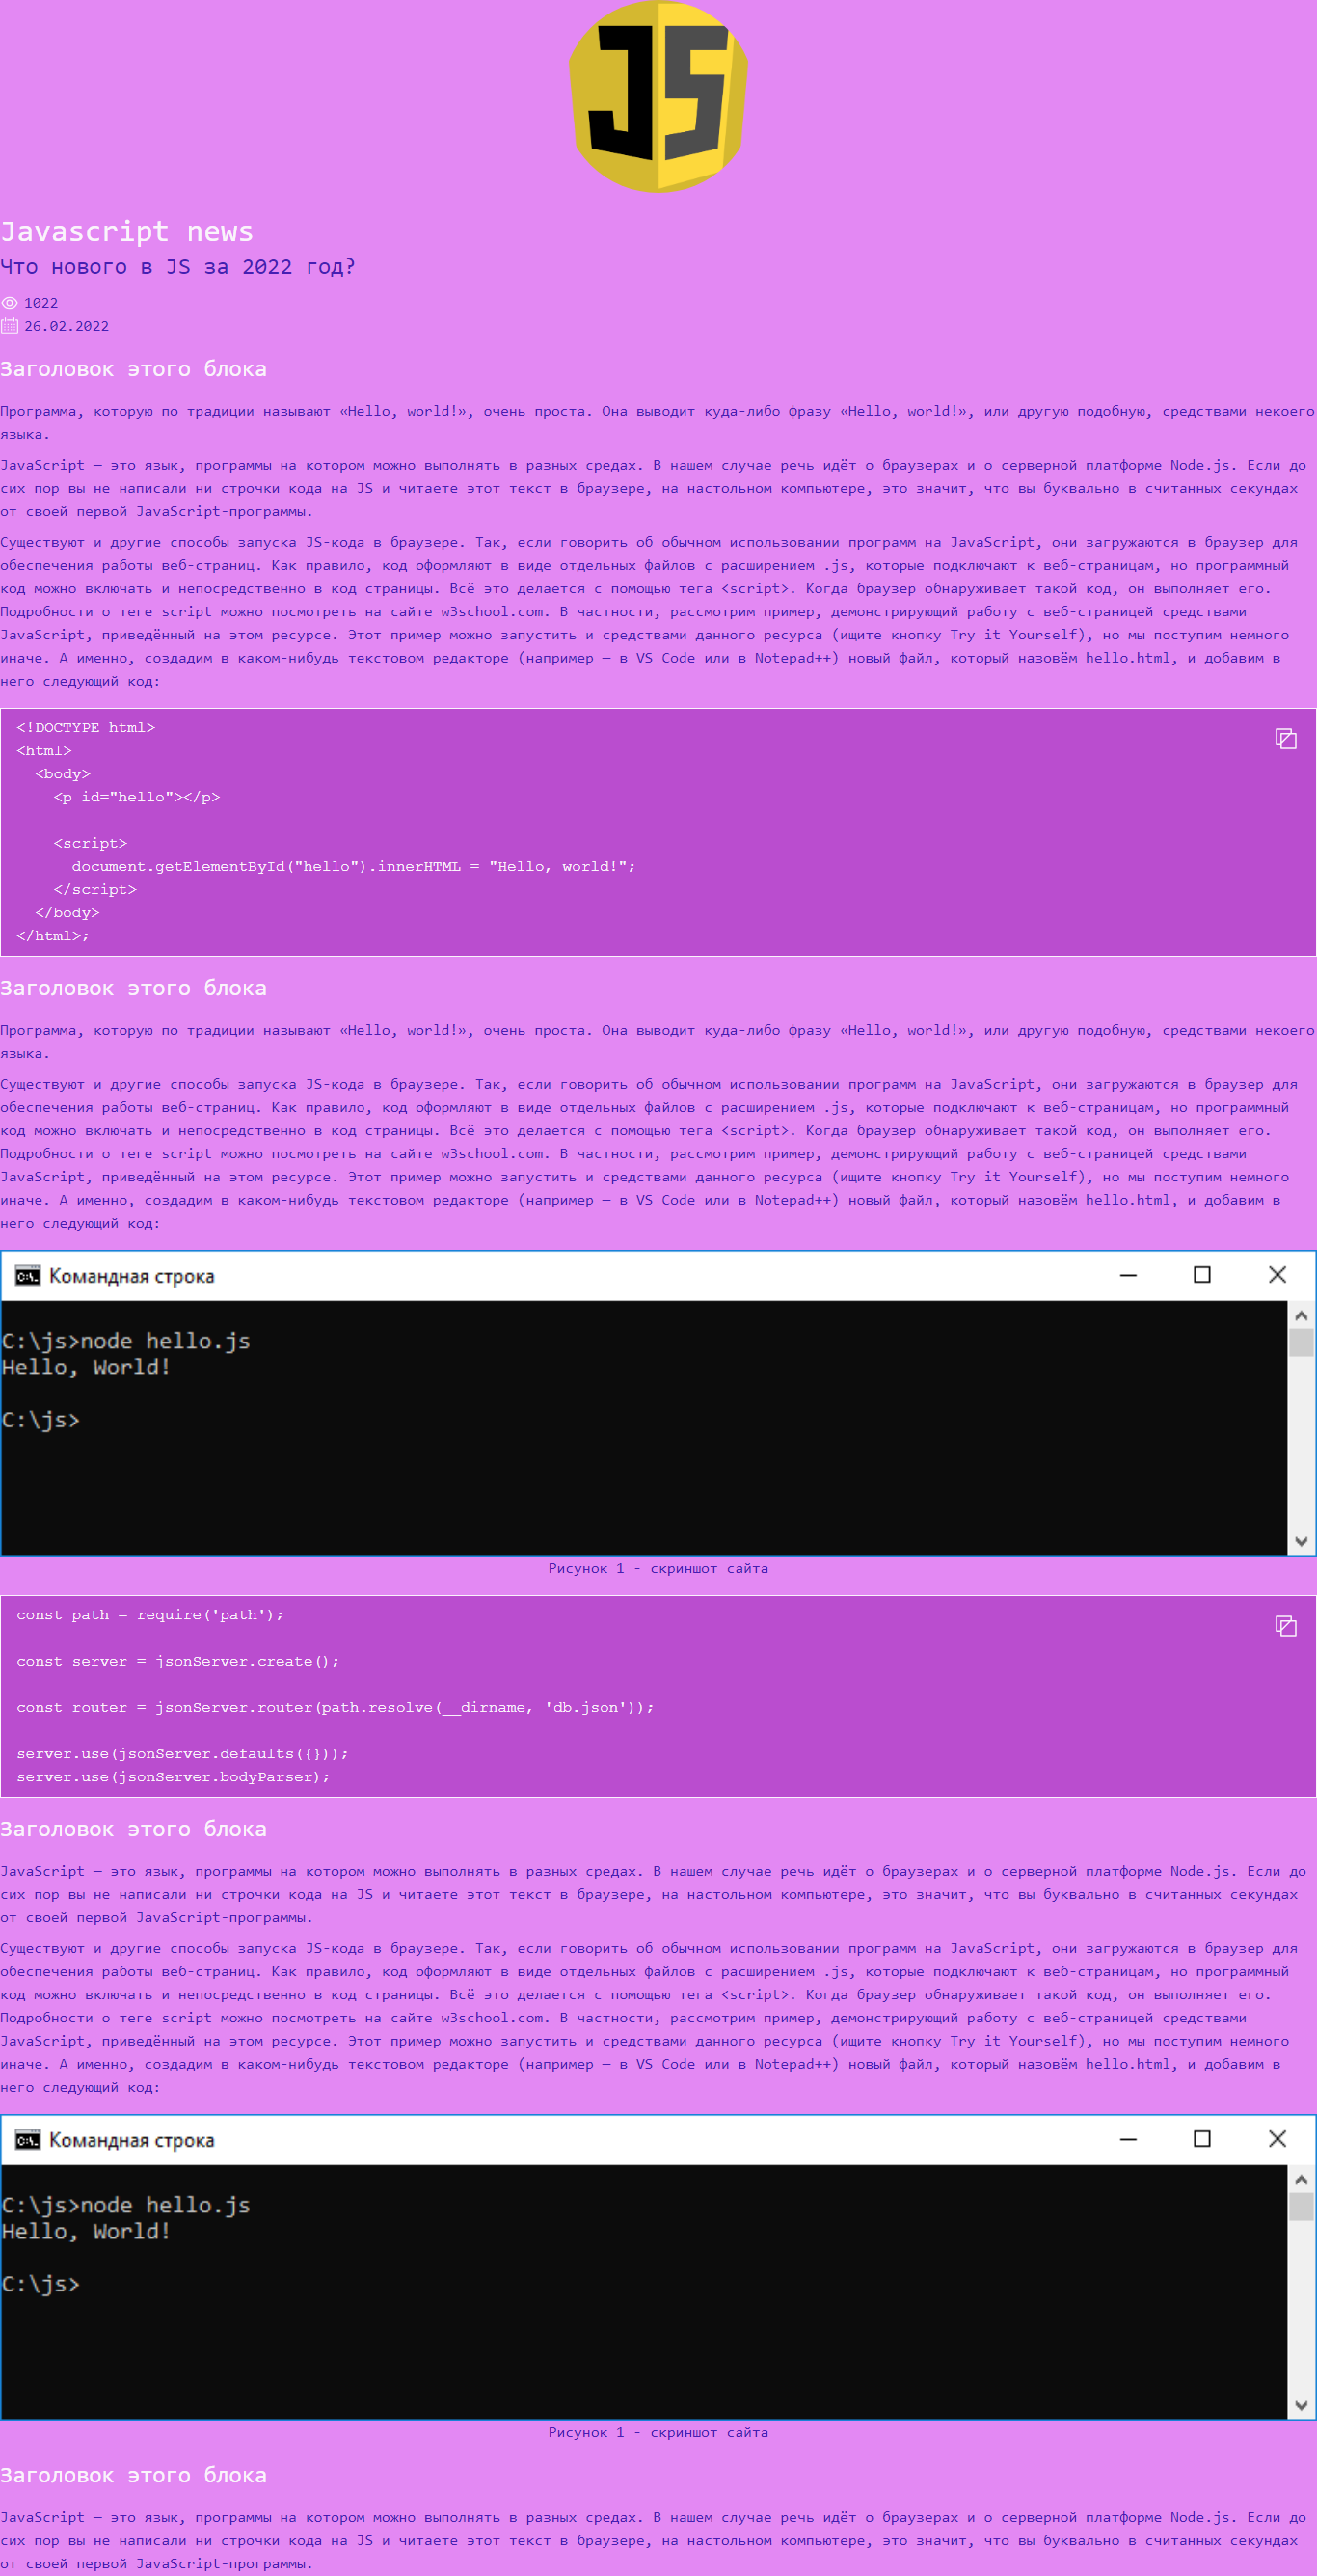 JS
Javascript news
Что нового в JS за 2022 год?
1022
26.02.2022
Заголовок этого блока
Программа, которую по традиции называют «Hello, world!», очень проста. Она выводит куда-либо фразу «Hello, world!», или другую подобную, средствами некоего
языка.
JavaScript — это язык, программы на котором можно выполнять в разных средах. В нашем случае речь идёт о браузерах и о серверной платформе Node.js. Если до
сих пор вы не написали ни строчки кода на JS и читаете этот текст в браузере, на настольном компьютере, это значит, что вы буквально в считанных секундах
от своей первой JavaScript-программы.
Существуют и другие способы запуска JS-кода в браузере. Так, если говорить об обычном использовании программ на JavaScript, они загружаются в браузер для
обеспечения работы веб-страниц. Как правило, код оформляют в виде отдельных файлов с расширением .js, которые подключают к веб-страницам, но программный
код можно включать и непосредственно в код страницы. Всё это делается с помощью тега <script>. Когда браузер обнаруживает такой код, он выполняет его.
Подробности о теге script можно посмотреть на сайте w3school.com. В частности, рассмотрим пример, демонстрирующий работу с веб-страницей средствами
JavaScript, приведённый на этом ресурсе. Этот пример можно запустить и средствами данного ресурса (ищите кнопку Try it Yourself), но мы поступим немного
иначе. А именно, создадим в каком-нибудь текстовом редакторе (например — в VS Code или в Notepad++) новый файл, который назовём hello.html, и добавим в
него следующий код:
<!DOCTYPE html>
<html>
  <body>
    <p id="hello"></p>
    <script>
      document.getElementById("hello").innerHTML = "Hello, world!";
    </script>
  </body>
</html>;
Заголовок этого блока
Программа, которую по традиции называют «Hello, world!», очень проста. Она выводит куда-либо фразу «Hello, world!», или другую подобную, средствами некоего
языка.
Существуют и другие способы запуска JS-кода в браузере. Так, если говорить об обычном использовании программ на JavaScript, они загружаются в браузер для
обеспечения работы веб-страниц. Как правило, код оформляют в виде отдельных файлов с расширением .js, которые подключают к веб-страницам, но программный
код можно включать и непосредственно в код страницы. Всё это делается с помощью тега <script>. Когда браузер обнаруживает такой код, он выполняет его.
Подробности о теге script можно посмотреть на сайте w3school.com. В частности, рассмотрим пример, демонстрирующий работу с веб-страницей средствами
JavaScript, приведённый на этом ресурсе. Этот пример можно запустить и средствами данного ресурса (ищите кнопку Try it Yourself), но мы поступим немного
иначе. А именно, создадим в каком-нибудь текстовом редакторе (например — в VS Code или в Notepad++) новый файл, который назовём hello.html, и добавим в
него следующий код:
C:\. Командная строка
C:\js>node hello.js
Hello, World!
C:\js>
Рисунок 1 - скриншот сайта
const path = require('path');
const server = jsonServer.create();
const router = jsonServer.router(path.resolve(__dirname, 'db.json'));
server.use(jsonServer.defaults({}));
server.use(jsonServer.bodyParser);
Заголовок этого блока
JavaScript — это язык, программы на котором можно выполнять в разных средах. В нашем случае речь идёт о браузерах и о серверной платформе Node.js. Если до
сих пор вы не написали ни строчки кода на JS и читаете этот текст в браузере, на настольном компьютере, это значит, что вы буквально в считанных секундах
от своей первой JavaScript-программы.
Существуют и другие способы запуска JS-кода в браузере. Так, если говорить об обычном использовании программ на JavaScript, они загружаются в браузер для
обеспечения работы веб-страниц. Как правило, код оформляют в виде отдельных файлов с расширением .js, которые подключают к веб-страницам, но программный
код можно включать и непосредственно в код страницы. Всё это делается с помощью тега <script>. Когда браузер обнаруживает такой код, он выполняет его.
Подробности о теге script можно посмотреть на сайте w3school.com. В частности, рассмотрим пример, демонстрирующий работу с веб-страницей средствами
JavaScript, приведённый на этом ресурсе. Этот пример можно запустить и средствами данного ресурса (ищите кнопку Try it Yourself), но мы поступим немного
иначе. А именно, создадим в каком-нибудь текстовом редакторе (например — в VS Code или в Notepad++) новый файл, который назовём hello.html, и добавим в
него следующий код:
C:\. Командная строка
C:\js>node hello.js
Hello, World!
C:\js>
Рисунок 1 - скриншот сайта
Заголовок этого блока
JavaScript — это язык, программы на котором можно выполнять в разных средах. В нашем случае речь идёт о браузерах и о серверной платформе Node.js. Если до
сих пор вы не написали ни строчки кода на JS и читаете этот текст в браузере, на настольном компьютере, это значит, что вы буквально в считанных секундах
от своей первой JavaScript-программы.